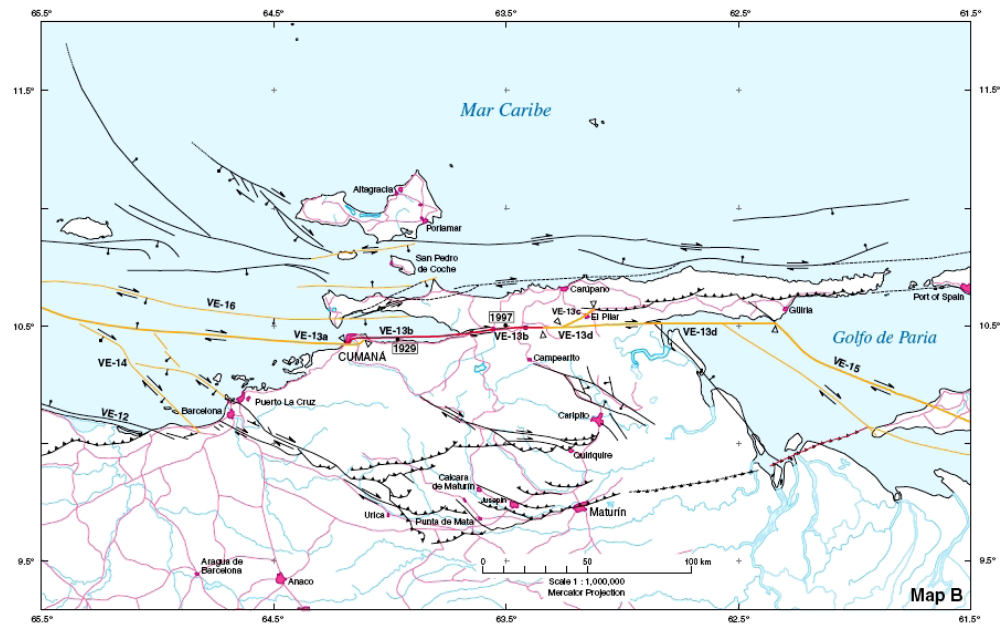 65.5°
64.5°
63.5°
62.5°
61.5°
11.5°
11.5°
Mar Caribe
Altagracia
Porlamar
San Pedro
de Coche
VE-16
Carúpano
Port of Spain
VE-13c
El Pilar
Güiria
10.5°
10.5°
1997
VE-13a
VE-13b
VE-13b
VE-13d
VE-13d
Golfo de Paria
CUMANÁ
1929
VE-14
Campearito
VE-15
Puerto La Cruz
Barcelona
VE-12
Caripito
Quiriquire
Caicara
de Maturín
Jusepín
Urica
Punta de Mata
Maturín
9.5°
9.5°
Aragua de
Barcelona
Anaco
0 50 100 km
Scale 1 : 1,000,000
Mercator Projection
Map B
65.5°
64.5°
63.5°
62.5°
61.5°